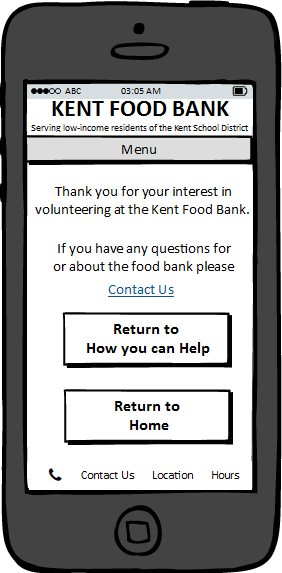 ABC 03:05 AM
KENT FOOD BANK
Serving low-income residents of the Kent School District
Menu
Thank you for your interest in
volunteering at the Kent Food Bank.
If you have any questions for
or about the food bank please
Contact Us
Return to
How you can Help
Return to
Home
Contact Us Location Hours